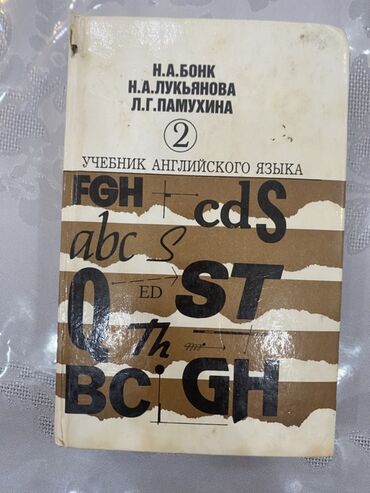 Н.А.БОНК
Н.А.ЛУКЬЯНОВА
Л.Г.ПАМУХИНА
2
УЧЕБНИК АНГЛИЙСКОГО ЯЗЫКА
FGH + cdS
abc S
Q ED ST
Th
BC i GH